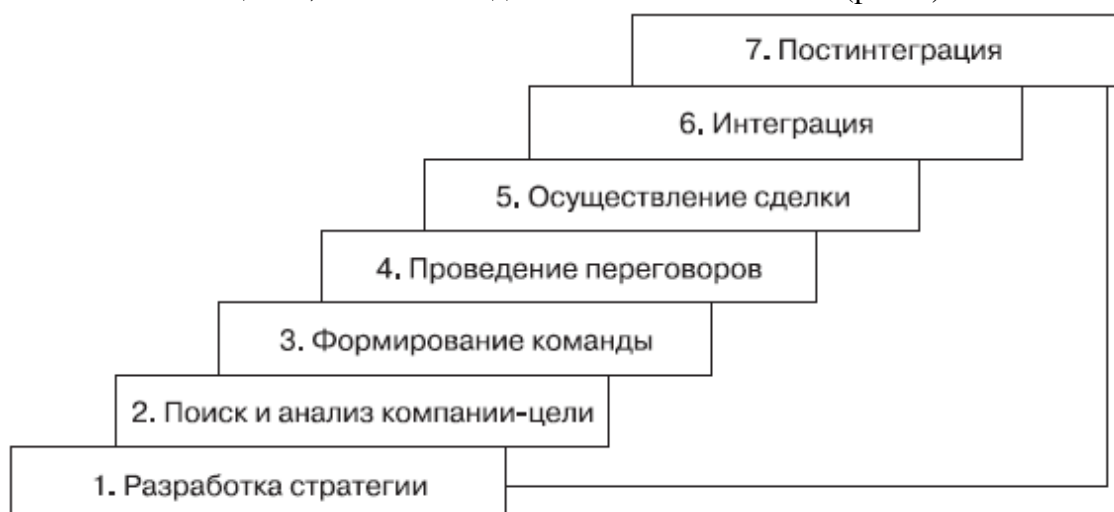 7. Постинтеграция
6. Интеграция
5. Осуществление сделки
4. Проведение переговоров
3. Формирование команды
2. Поиск и анализ компании-цели
1. Разработка стратегии